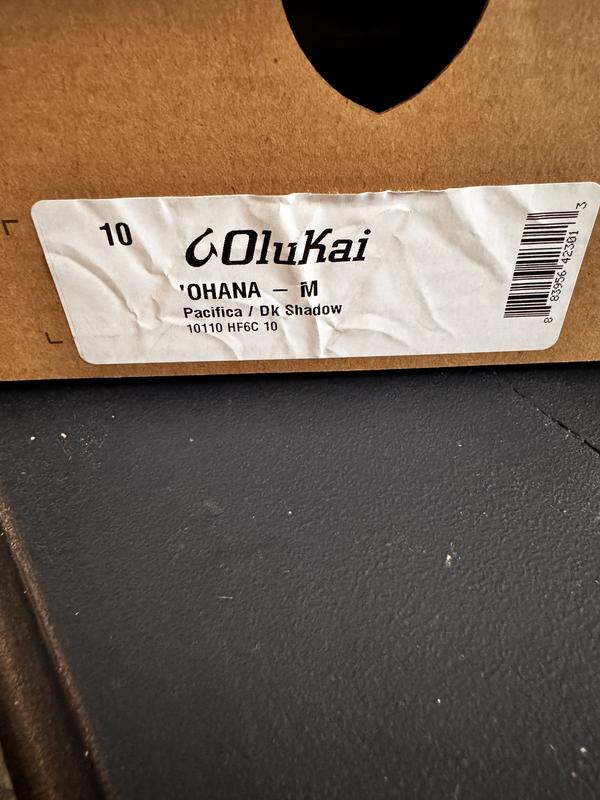 10
OluKai
'OHANA – M
Pacifica / Dk Shadow
10110 HF6C 10
8 83956 42301 3